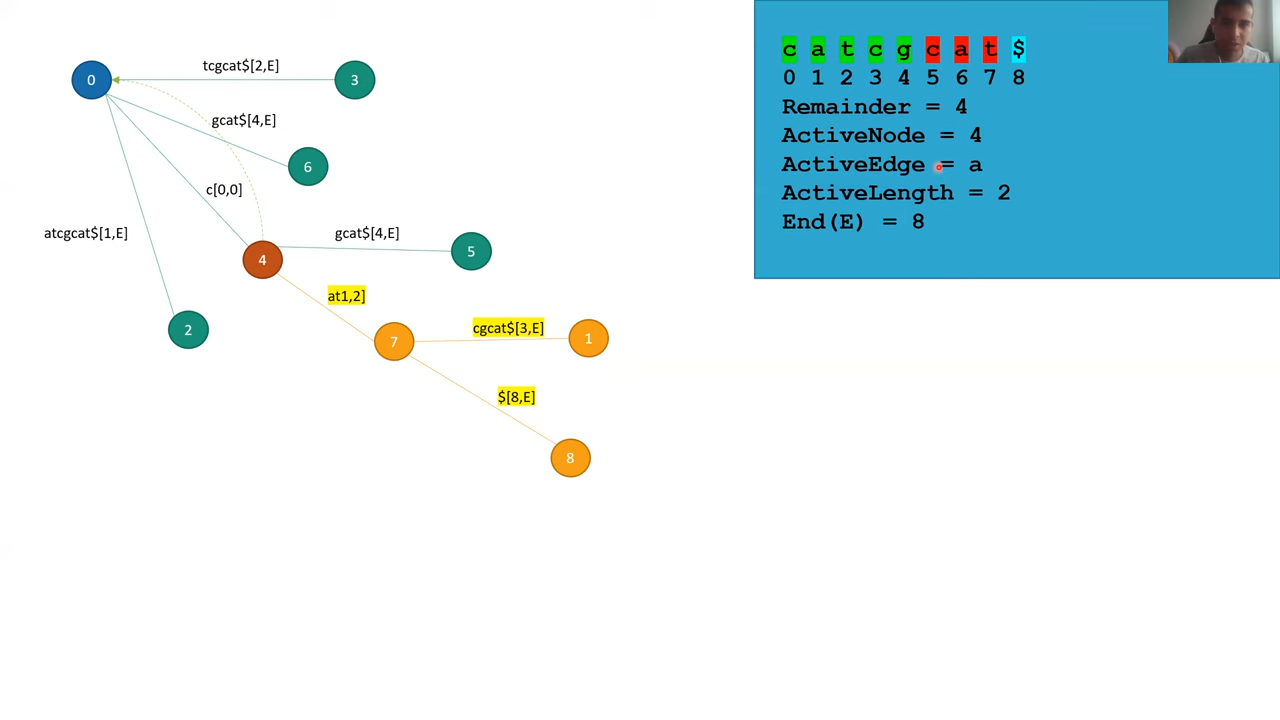 c a t c g c a t $
0 1 2 3 4 5 6 7 8
Remainder = 4
ActiveNode = 4
ActiveEdge = a
ActiveLength = 2
End(E) = 8
0
tcgcat$[2,E]
3
gcat$[4,E]
6
c[0,0]
atcgcat$[1,E]
gcat$[4,E]
4
5
at1,2]
2
7
cgcat$[3,E]
1
$[8,E]
8